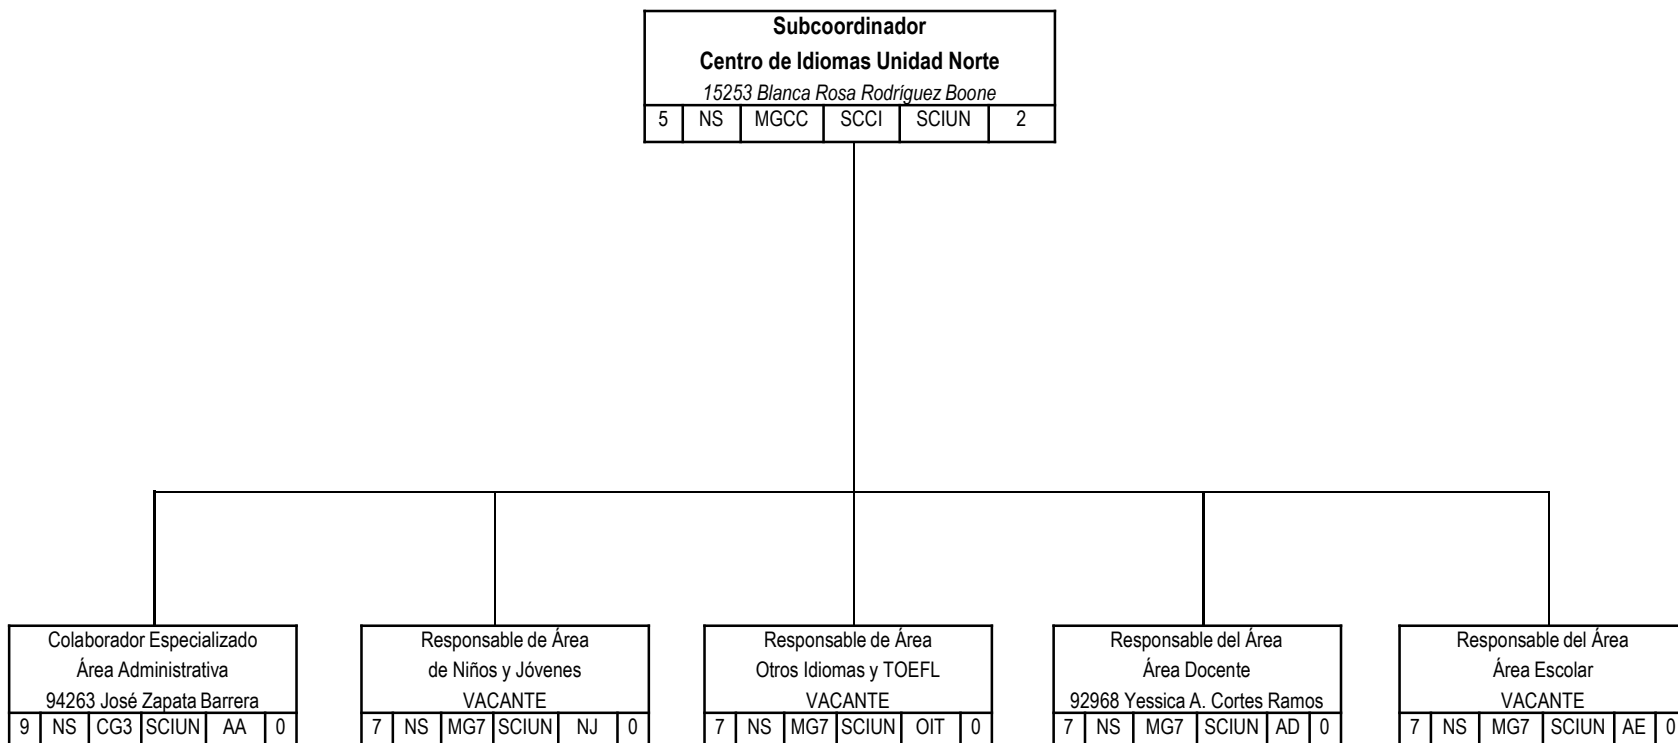 Subcoordinador
Centro de Idiomas Unidad Norte
15253 Blanca Rosa Rodríguez Boone
5 NS MGCC SCCI SCIUN 2
Colaborador Especializado
Área Administrativa
94263 José Zapata Barrera
9 NS CG3 SCIUN AA 0
Responsable de Área
de Niños y Jóvenes
VACANTE
7 NS MG7 SCIUN NJ 0
Responsable de Área
Otros Idiomas y TOEFL
VACANTE
7 NS MG7 SCIUN OIT 0
Responsable del Área
Área Docente
92968 Yessica A. Cortes Ramos
7 NS MG7 SCIUN AD 0
Responsable del Área
Área Escolar
VACANTE
7 NS MG7 SCIUN AE 0